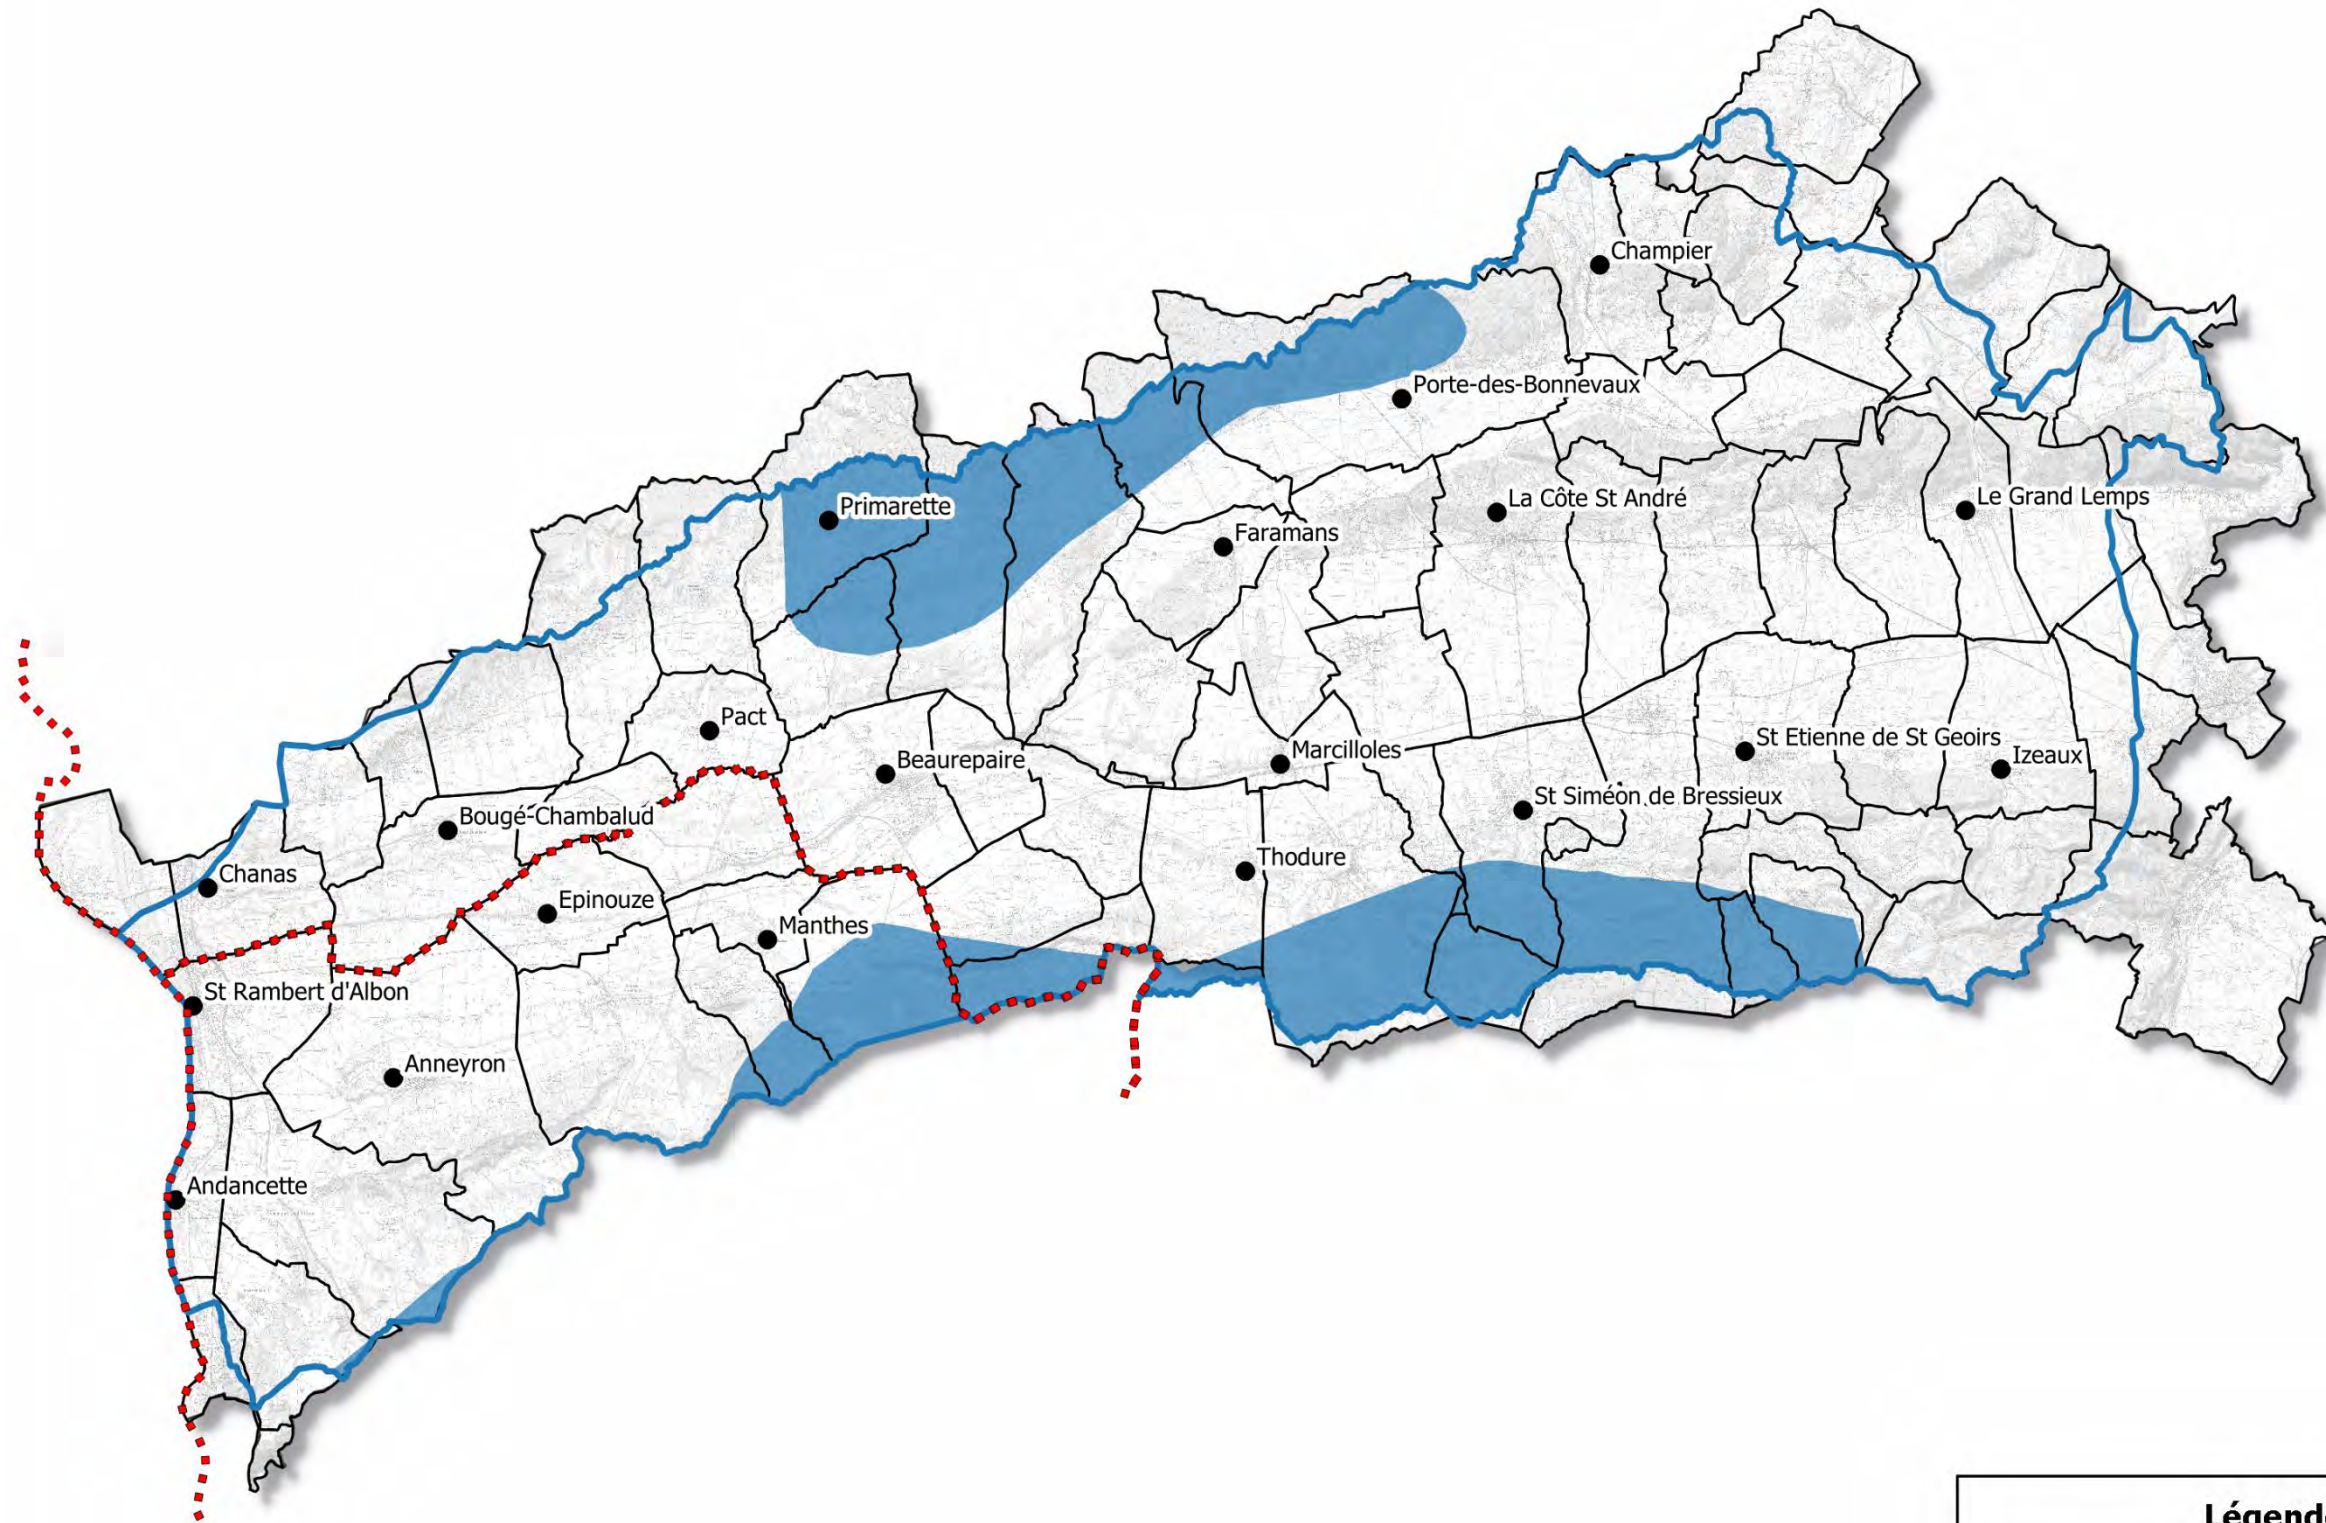 Champier
Porte-des-Bonnevaux
Primarette
La Côte St André
Le Grand Lemps
Faramans
Pact
Beaurepaire
Marcilloles
St Etienne de St Geoirs
Izeaux
Bougé-Chambalud
St Siméon de Bressieux
Chanas
Thodure
Epinouze
Manthes
St Rambert d'Albon
Anneyron
Andancette
Légend